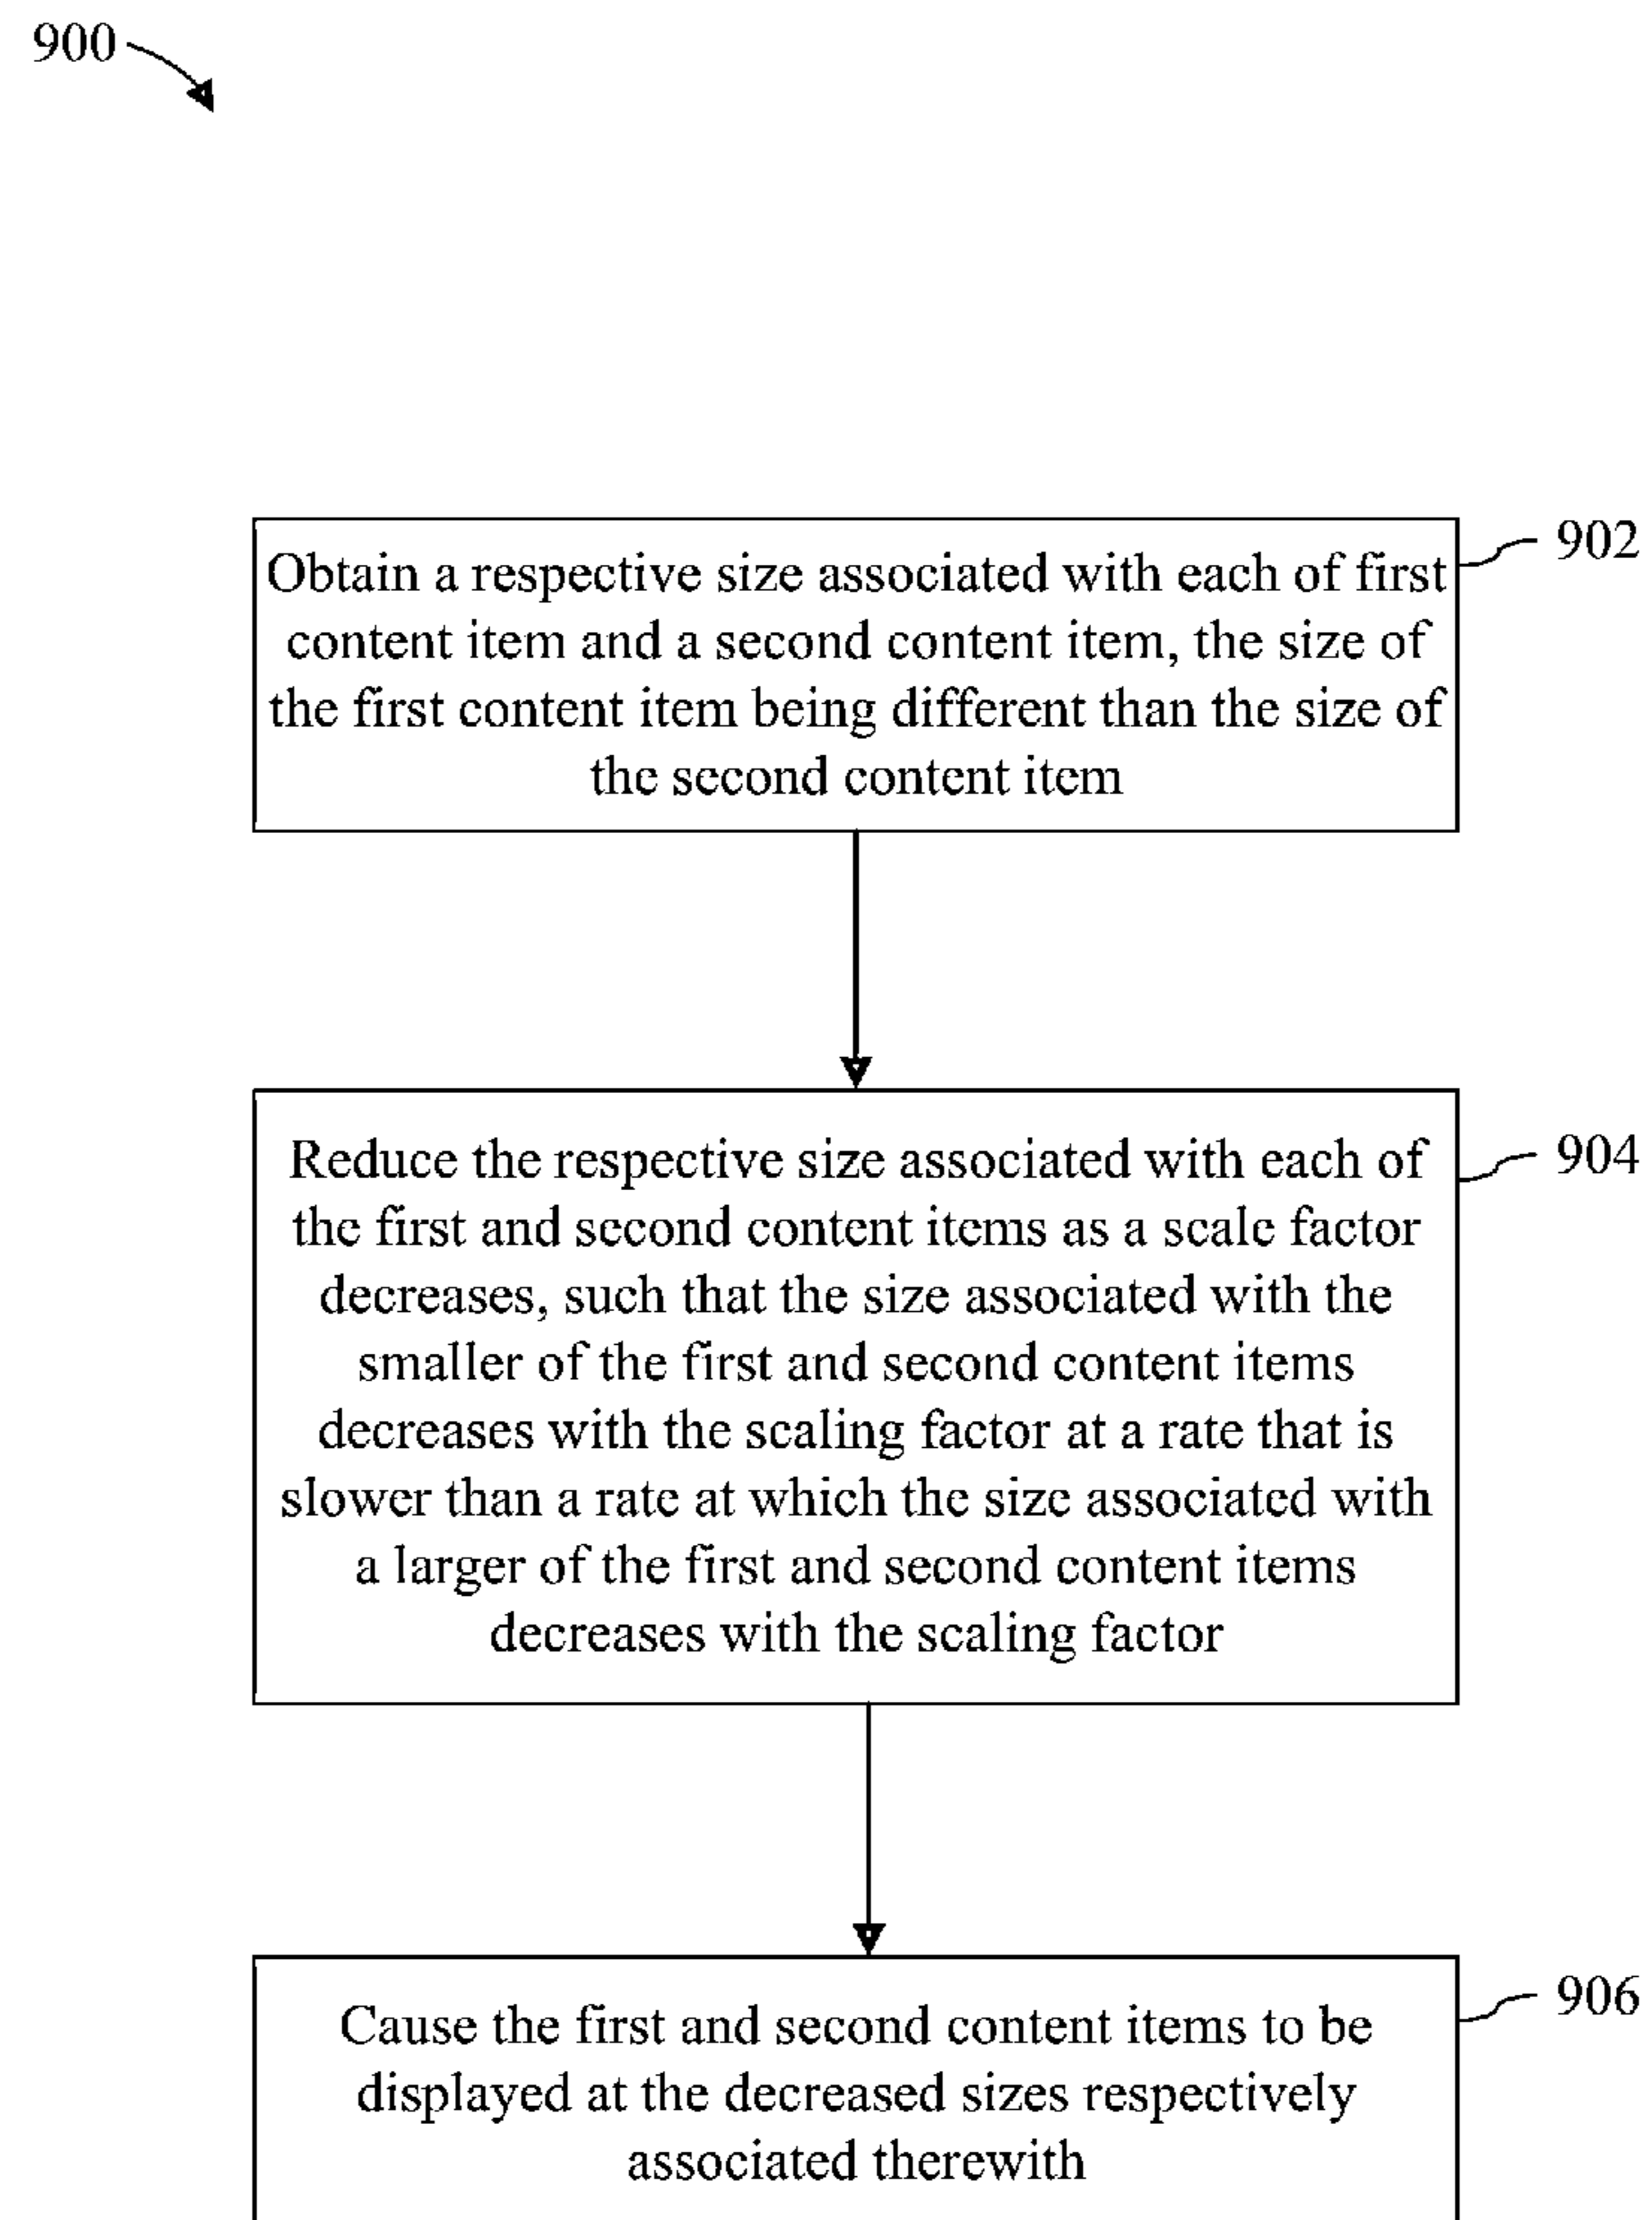 900
Obtain a respective size associated with each of first
content item and a second content item, the size of
the first content item being different than the size of
the second content item
902
Reduce the respective size associated with each of
the first and second content items as a scale factor
decreases, such that the size associated with the
smaller of the first and second content items
decreases with the scaling factor at a rate that is
slower than a rate at which the size associated with
a larger of the first and second content items
decreases with the scaling factor
904
Cause the first and second content items to be
displayed at the decreased sizes respectively
associated therewith
906